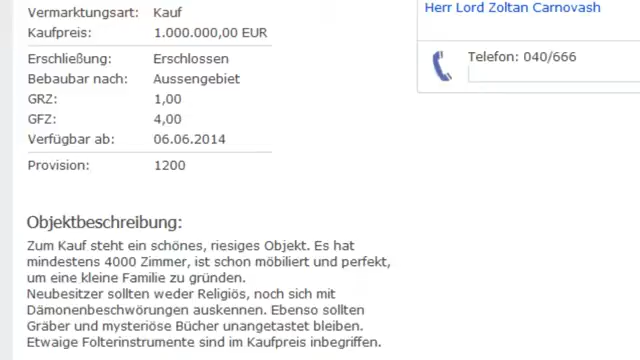 Vermarktungsart: Kauf
Kaufpreis: 1.000.000,00 EUR
Erschließung: Erschlossen
Bebaubar nach: Aussengebiet
GRZ: 1,00
GFZ: 4,00
Verfügbar ab: 06.06.2014
Provision: 1200
Herr Lord Zoltan Carnovash
Telefon: 040/666
Objektbeschreibung:
Zum Kauf steht ein schönes, riesiges Objekt. Es hat
mindestens 4000 Zimmer, ist schon möbiliert und perfekt,
um eine kleine Familie zu gründen.
Neubesitzer sollten weder Religiös, noch sich mit
Dämonenbeschwörungen auskennen. Ebenso sollten
Gräber und mysteriöse Bücher unangetastet bleiben.
Etwaige Folterinstrumente sind im Kaufpreis inbegriffen.